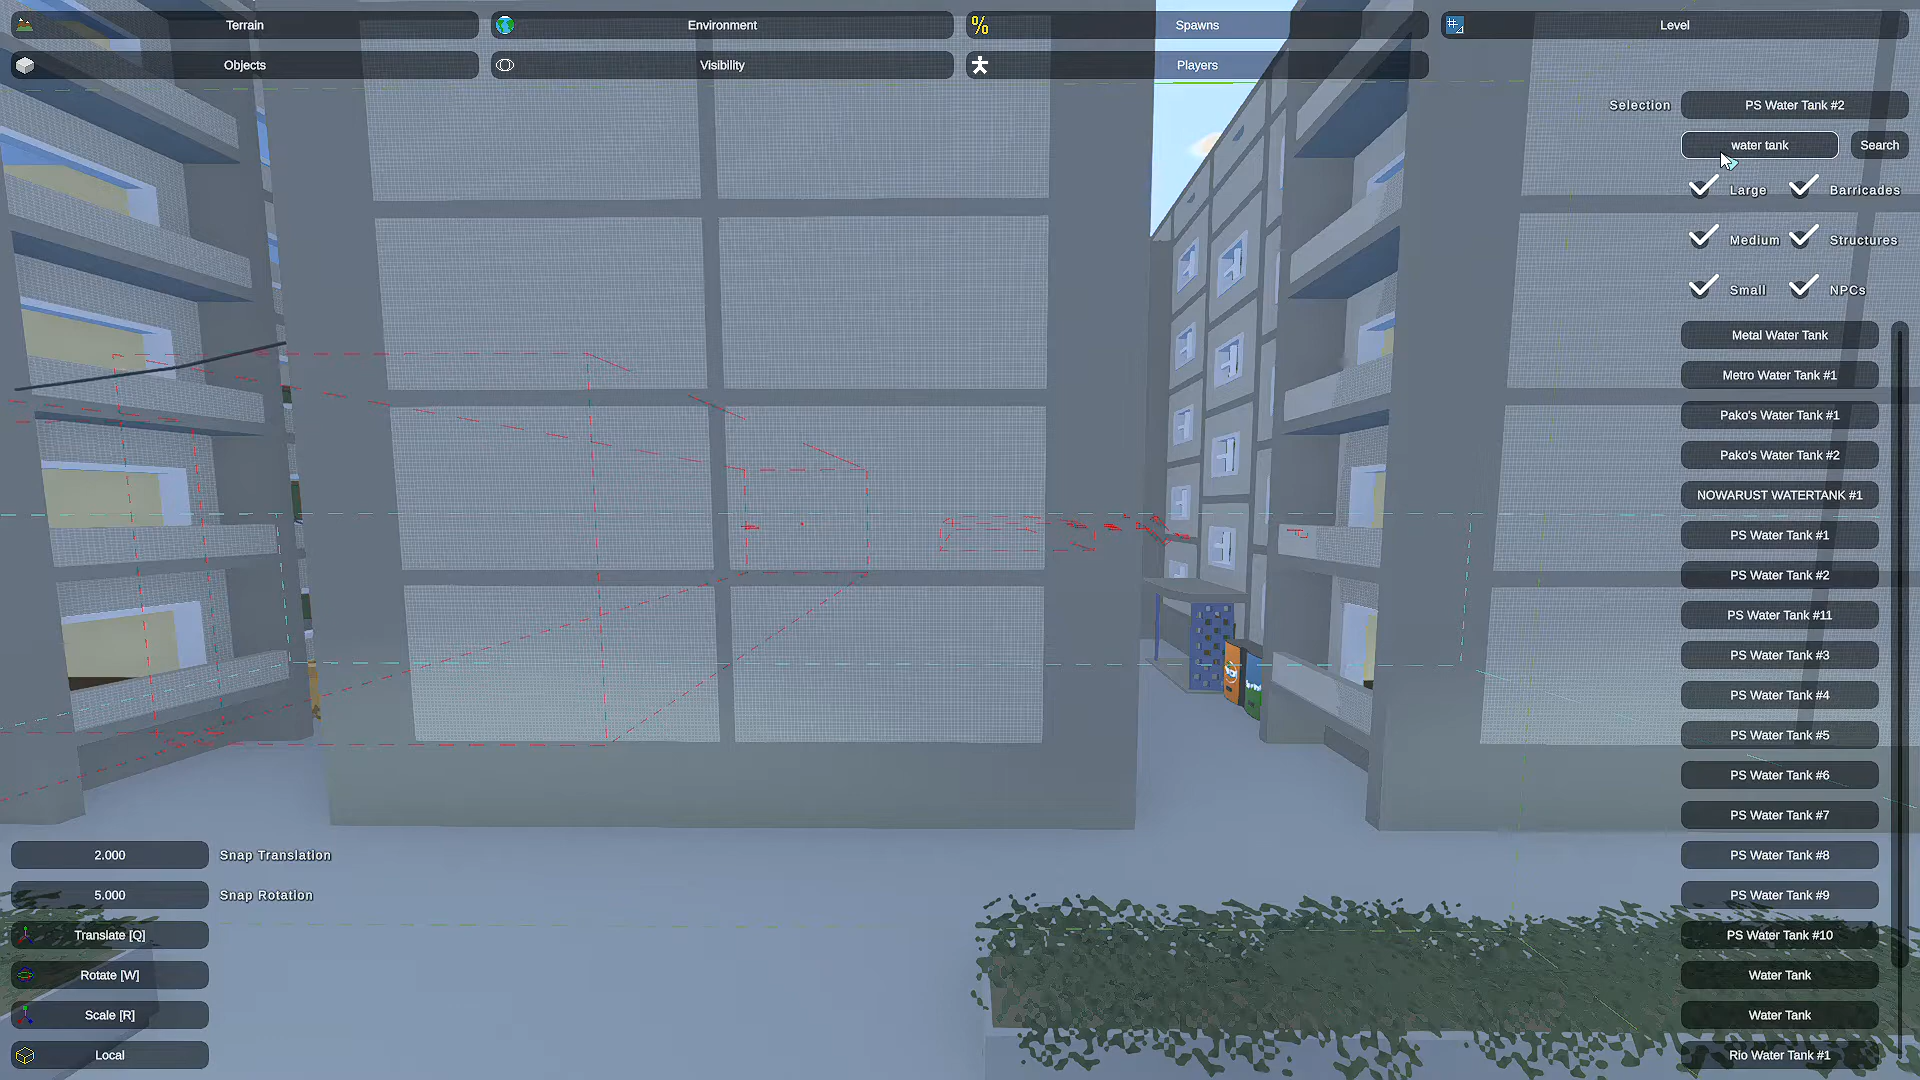 Terrain
Environment
Spawns
Level
Objects
Visibility
Players
Selection
PS Water Tank #2
water tank
Search
Large
Barricades
Medium
Structures
Small
NPCs
Metal Water Tank
Metro Water Tank #1
Pako's Water Tank #1
Pako's Water Tank #2
NOWARUST WATERTANK #1
PS Water Tank #1
PS Water Tank #2
PS Water Tank #11
PS Water Tank #3
PS Water Tank #4
PS Water Tank #5
PS Water Tank #6
PS Water Tank #7
PS Water Tank #8
PS Water Tank #9
PS Water Tank #10
Water Tank
Water Tank
Rio Water Tank #1
2.000
Snap Translation
5.000
Snap Rotation
Translate [Q]
Rotate [W]
Scale [R]
Local